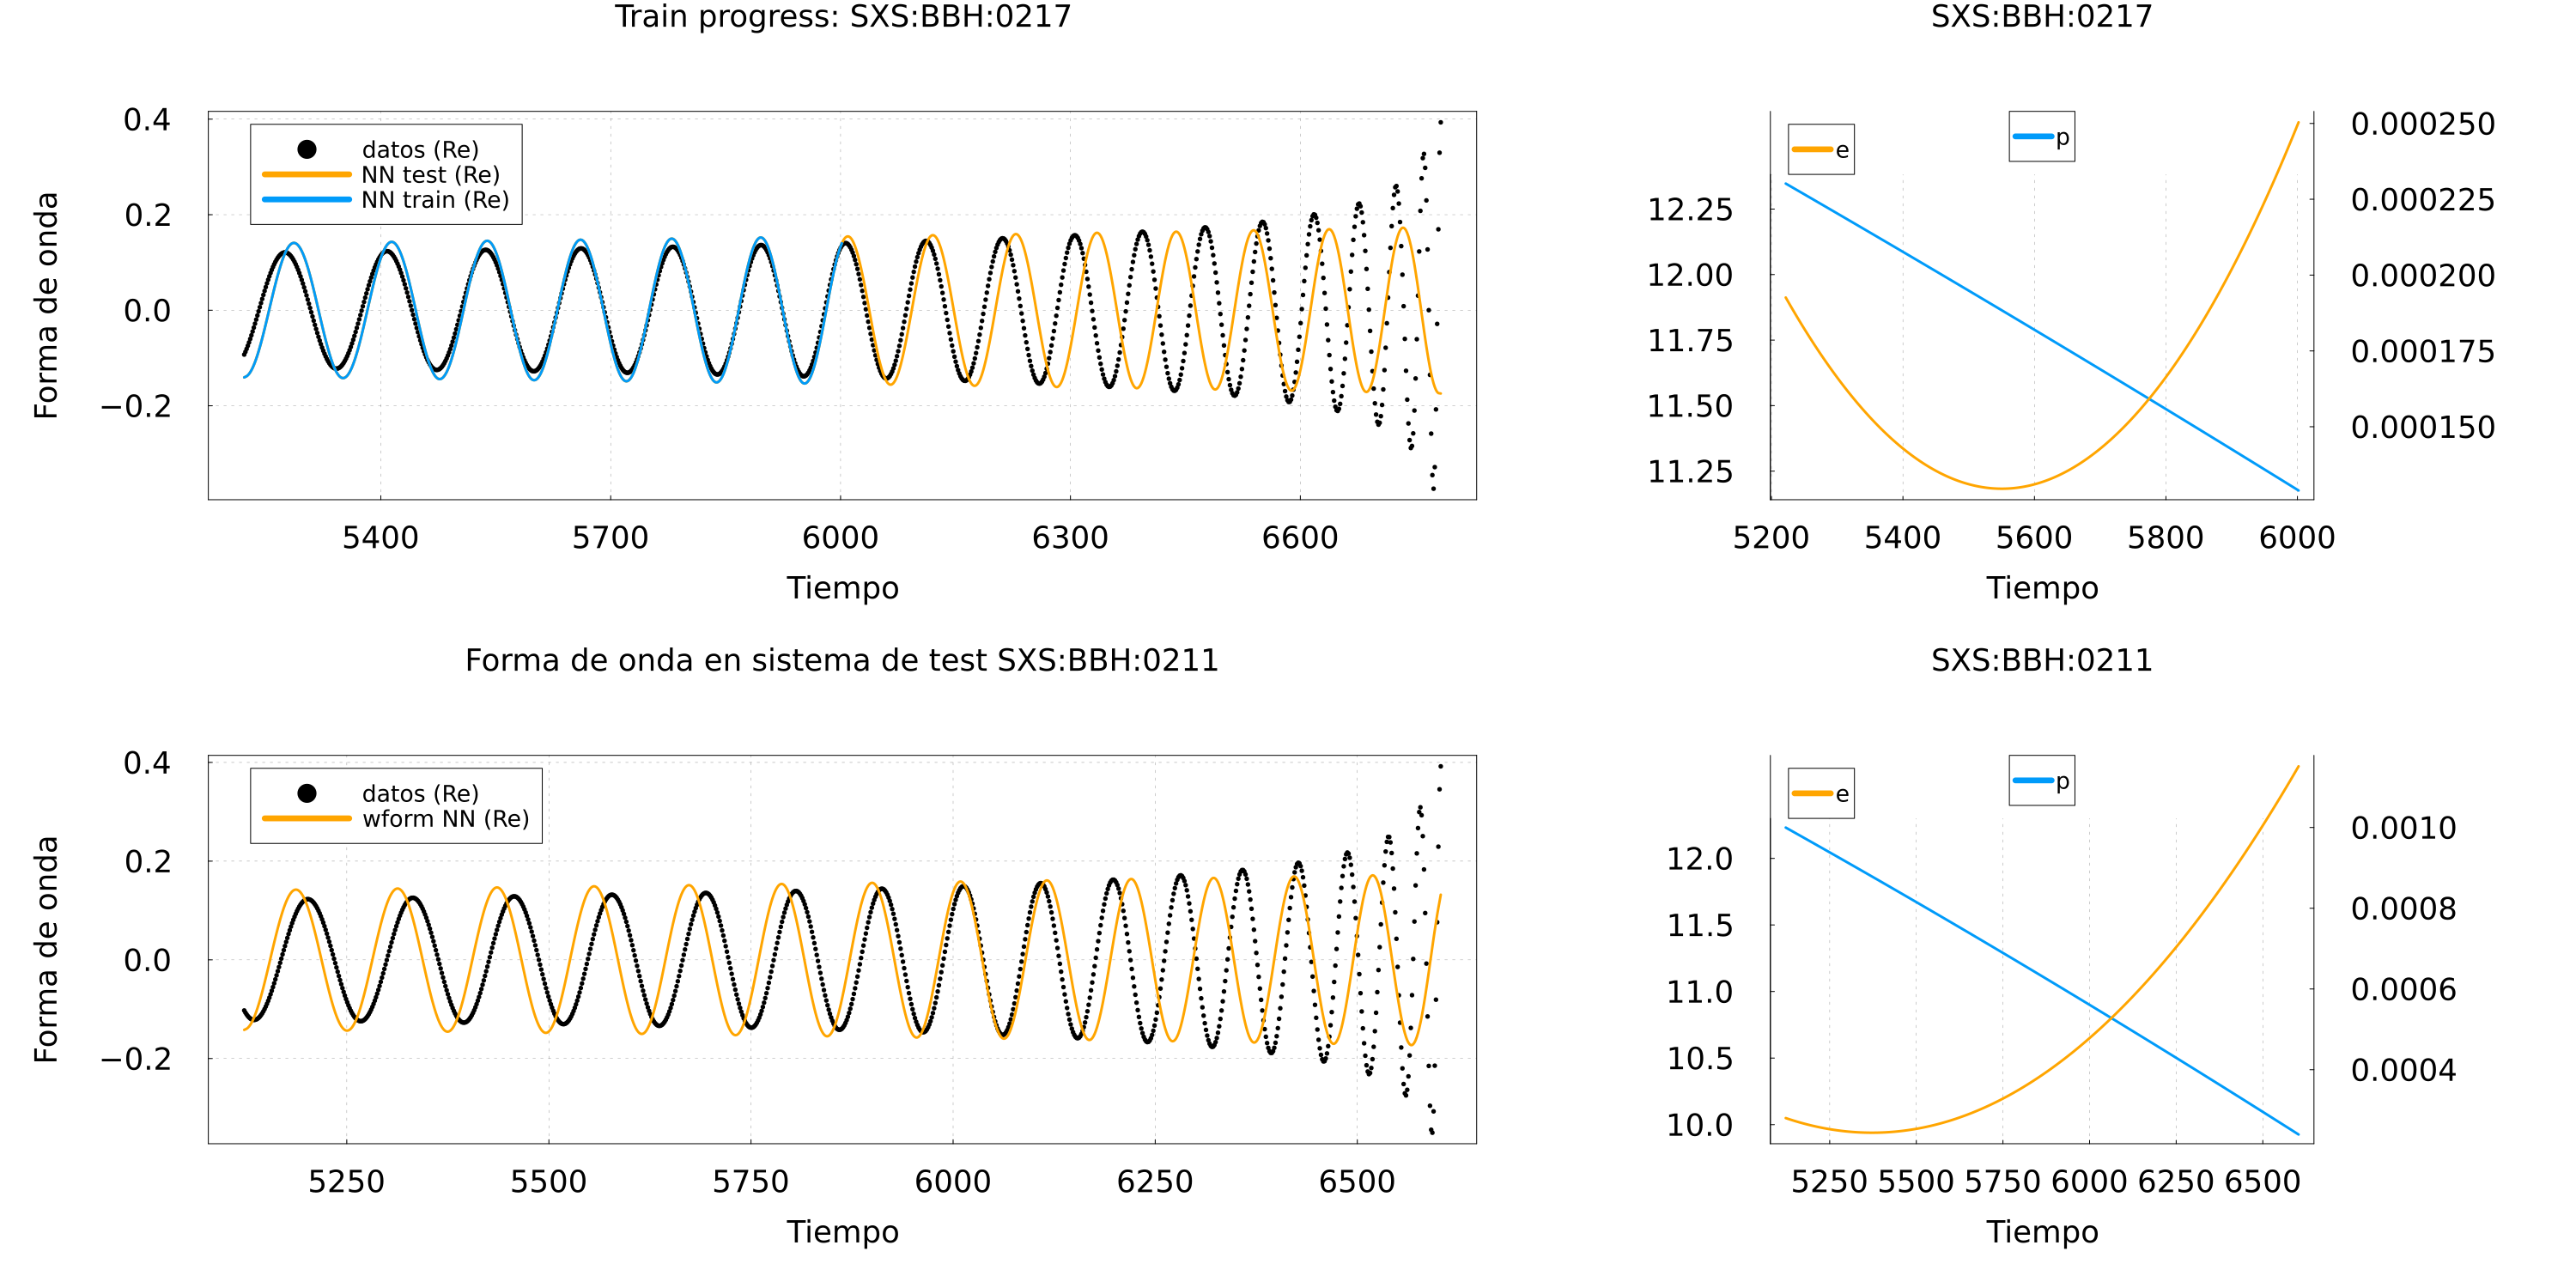 Train progress: SXS:BBH:0217
Forma de onda
0.4
0.2
0.0
−0.2
datos (Re)
NN test (Re)
NN train (Re)
5400 5700 6000 6300 6600
Tiempo
SXS:BBH:0217
e
p
12.25
12.00
11.75
11.50
11.25
0.000250
0.000225
0.000200
0.000175
0.000150
5200 5400 5600 5800 6000
Tiempo
Forma de onda en sistema de test SXS:BBH:0211
Forma de onda
0.4
0.2
0.0
−0.2
datos (Re)
wform NN (Re)
5250 5500 5750 6000 6250 6500
Tiempo
SXS:BBH:0211
e
p
12.0
11.5
11.0
10.5
10.0
0.0010
0.0008
0.0006
0.0004
5250 5500 5750 6000 6250 6500
Tiempo